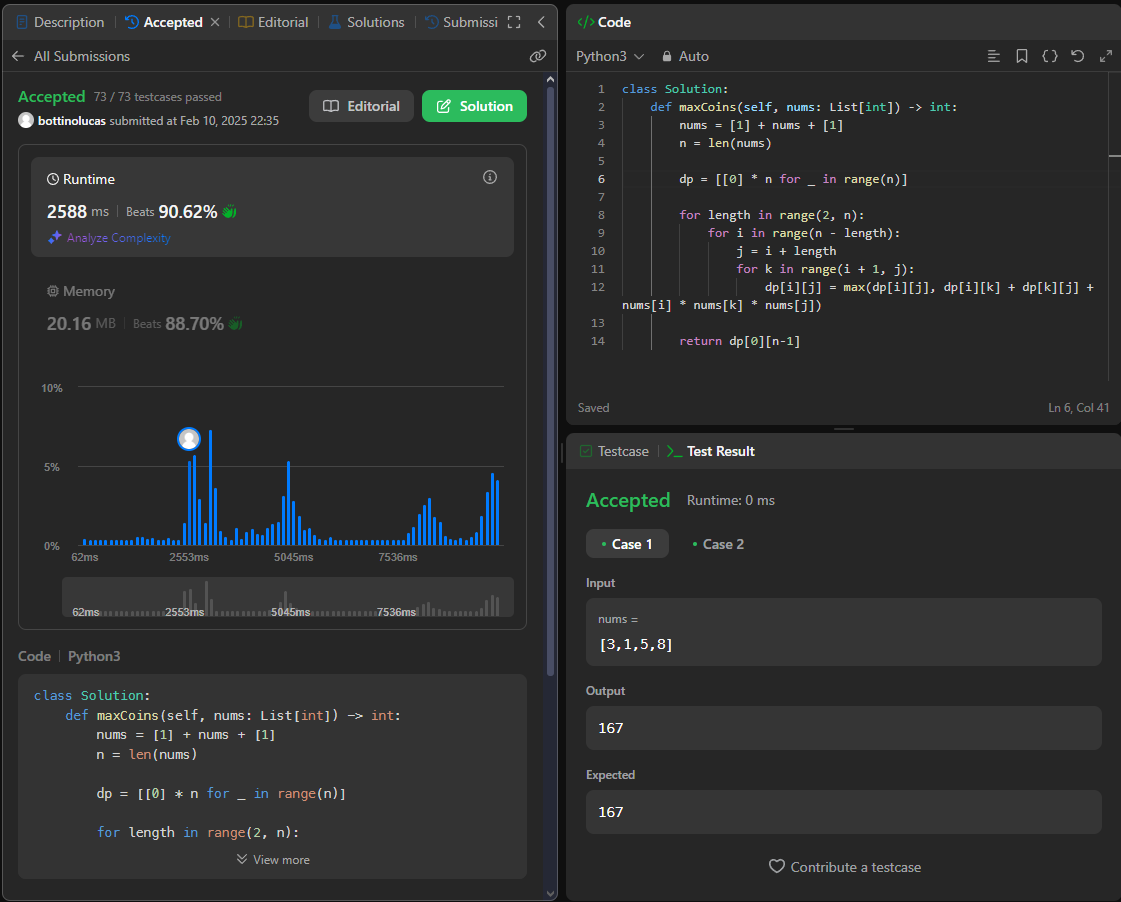 Description
Accepted
Editorial
Solutions
Submissi
All Submissions
Accepted 73 / 73 testcases passed
bottinolucas submitted at Feb 10, 2025 22:35
Editorial
Solution
Runtime
2588 ms Beats 90.62%
Analyze Complexity
Memory
20.16 MB Beats 88.70%
10%
5%
0%
62ms 2553ms 5045ms 7536ms
62ms 2553ms 5045ms 7536ms
Code Python3
class Solution:
    def maxCoins(self, nums: List[int]) -> int:
        nums = [1] + nums + [1]
        n = len(nums)
        dp = [[0] * n for _ in range(n)]
        for length in range(2, n):
View more
</> Code
Python3 Auto
1 class Solution:
2     def maxCoins(self, nums: List[int]) -> int:
3         nums = [1] + nums + [1]
4         n = len(nums)
5
6         dp = [[0] * n for _ in range(n)]
7
8         for length in range(2, n):
9             for i in range(n - length):
10                 j = i + length
11                 for k in range(i + 1, j):
12                     dp[i][j] = max(dp[i][j], dp[i][k] + dp[k][j] +
nums[i] * nums[k] * nums[j])
13
14         return dp[0][n-1]
Saved
Ln 6, Col 41
Testcase
>_ Test Result
Accepted Runtime: 0 ms
• Case 1 • Case 2
Input
nums =
[3,1,5,8]
Output
167
Expected
167
Contribute a testcase